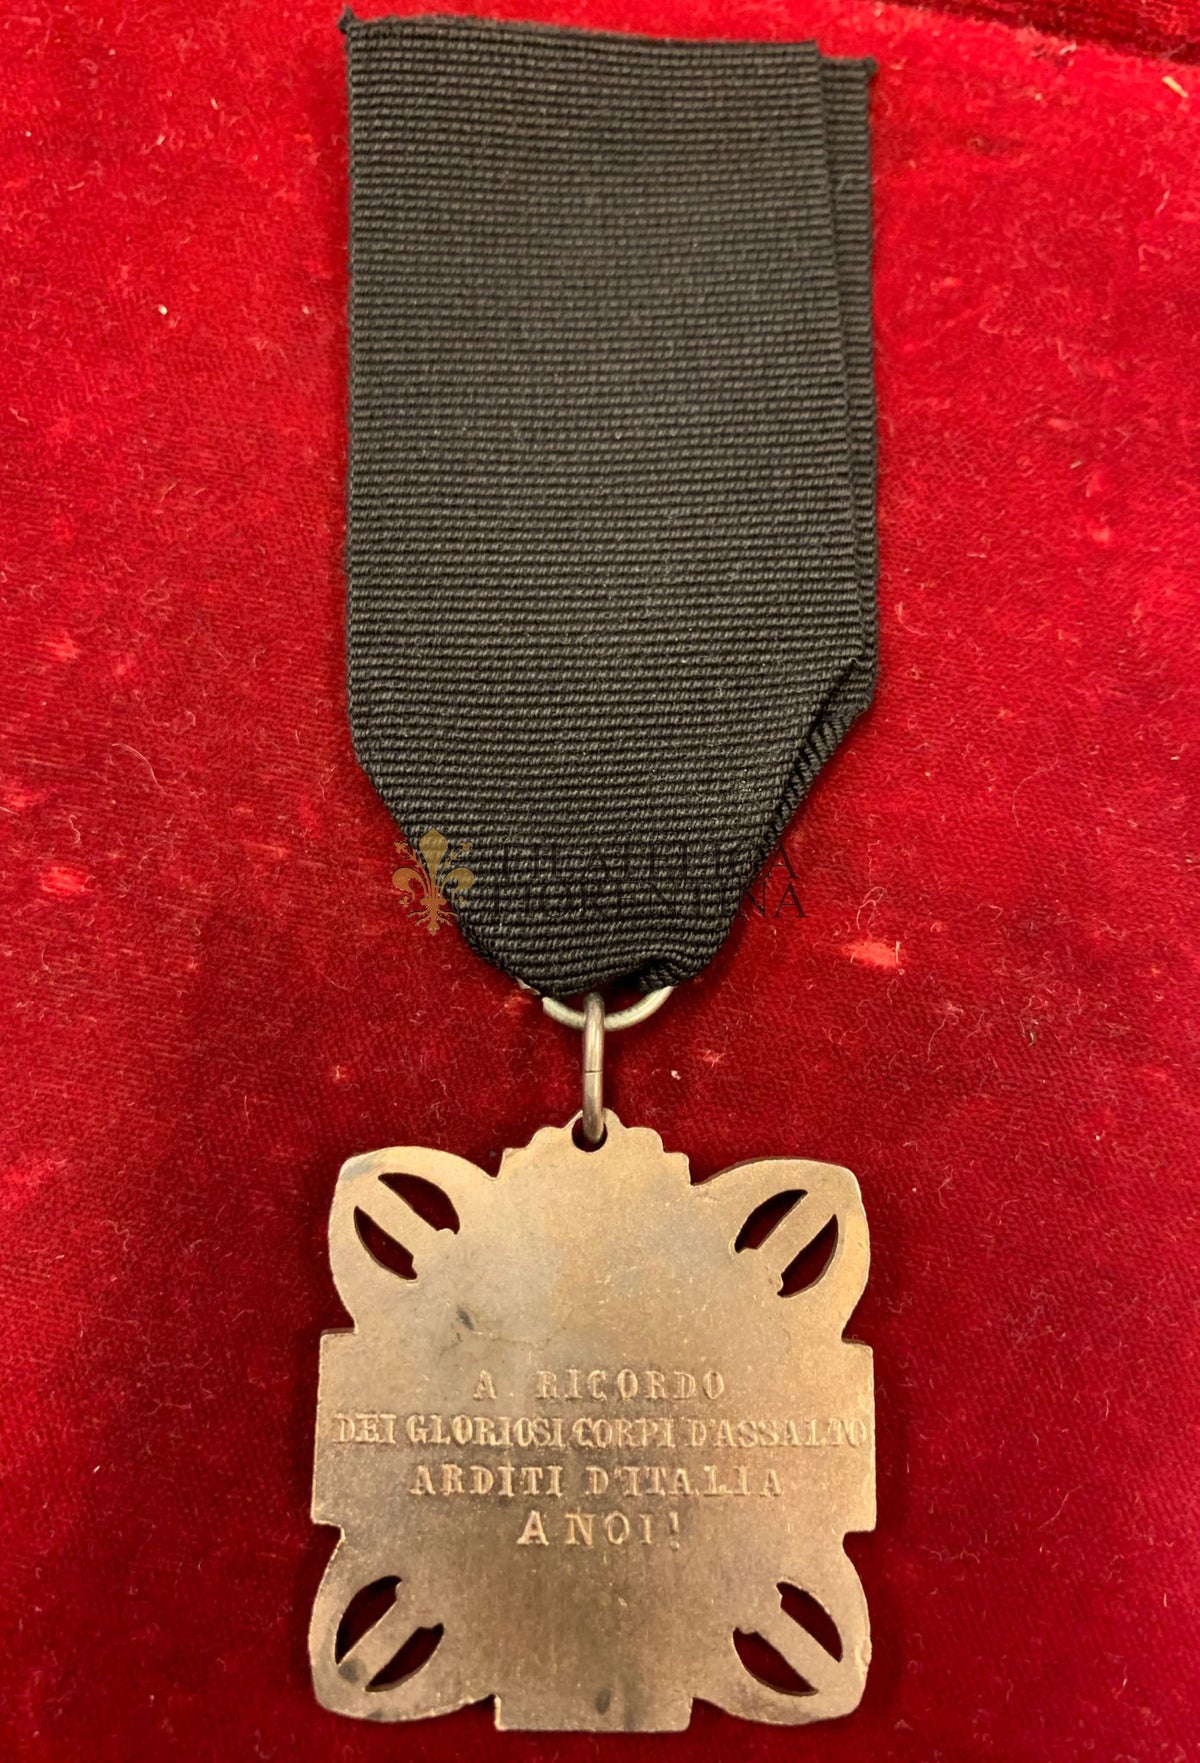 A RICORDO
DEI GLORIOSI CORPI D'ASSALTO
ARDITI D'ITALIA
A NOI!